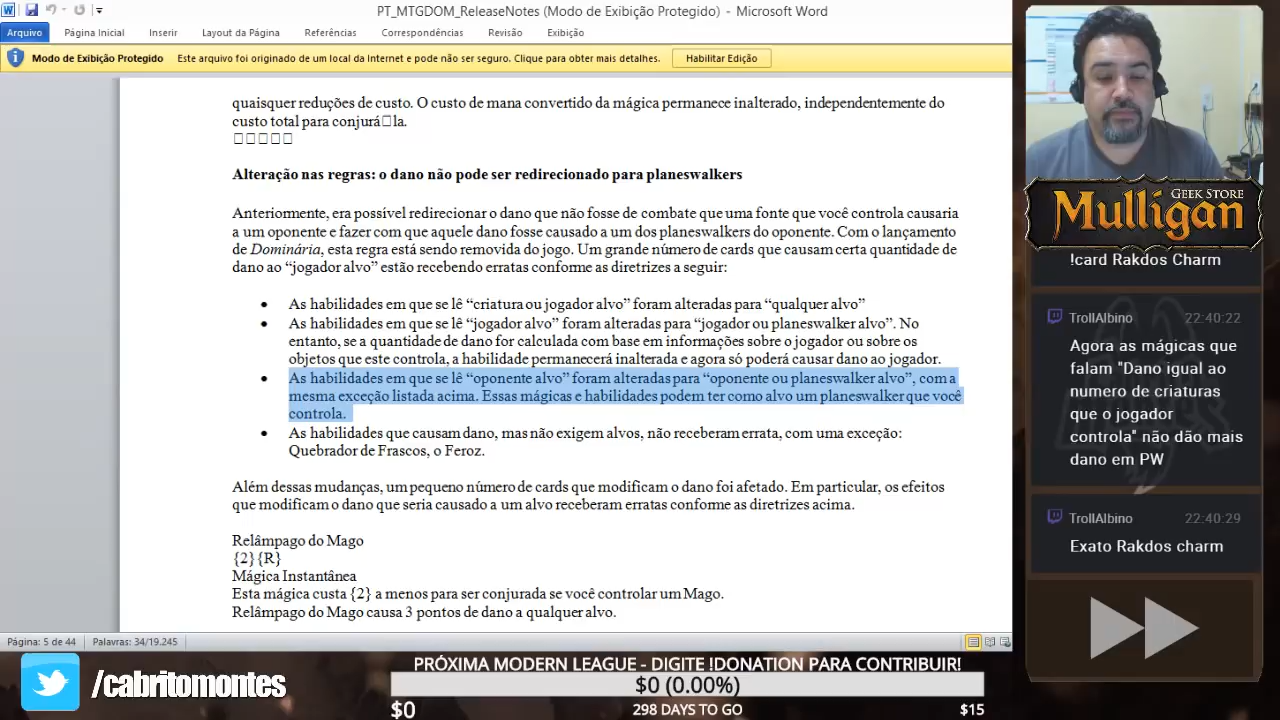 PT_MTGDOM_ReleaseNotes (Modo de Exibição Protegido) - Microsoft Word
Arquivo Página Inicial Inserir Layout da Página Referências Correspondências Revisão Exibição
Modo de Exibição Protegido Este arquivo foi originado de um local da Internet e pode não ser seguro. Clique para obter mais detalhes. Habilitar Edição
quaisquer reduções de custo. O custo de mana convertido da mágica permanece inalterado, independentemente do
custo total para conjurá□la.
□□□□□
Alteração nas regras: o dano não pode ser redirecionado para planeswalkers
Anteriormente, era possível redirecionar o dano que não fosse de combate que uma fonte que você controla causaria
a um oponente e fazer com que aquele dano fosse causado a um dos planeswalkers do oponente. Com o lançamento
de Dominária, esta regra está sendo removida do jogo. Um grande número de cards que causam certa quantidade de
dano ao “jogador alvo” estão recebendo erratas conforme as diretrizes a seguir:
• As habilidades em que se lê “criatura ou jogador alvo” foram alteradas para “qualquer alvo”
• As habilidades em que se lê “jogador alvo” foram alteradas para “jogador ou planeswalker alvo”. No
entanto, se a quantidade de dano for calculada com base em informações sobre o jogador ou sobre os
objetos que este controla, a habilidade permanecerá inalterada e agora só poderá causar dano ao jogador.
• As habilidades em que se lê “oponente alvo” foram alteradas para “oponente ou planeswalker alvo”, com a
mesma exceção listada acima. Essas mágicas e habilidades podem ter como alvo um planeswalker que você
controla.
• As habilidades que causam dano, mas não exigem alvos, não receberam errata, com uma exceção:
Quebrador de Frascos, o Feroz.
Além dessas mudanças, um pequeno número de cards que modificam o dano foi afetado. Em particular, os efeitos
que modificam o dano que seria causado a um alvo receberam erratas conforme as diretrizes acima.
Relâmpago do Mago
{2}{R}
Mágica Instantânea
Esta mágica custa {2} a menos para ser conjurada se você controlar um Mago.
Relâmpago do Mago causa 3 pontos de dano a qualquer alvo.
Página: 5 de 44 Palavras: 34/19.245
GEEK STORE
Mulligan
!card Rakdos Charm
TrollAlbino 22:40:22
Agora as mágicas que
falam "Dano igual ao
numero de criaturas
que o jogador
controla" não dão mais
dano em PW
TrollAlbino 22:40:29
Exato Rakdos charm
/cabritomontes
PRÓXIMA MODERN LEAGUE - DIGITE !DONATION PARA CONTRIBUIR!
$0 (0.00%)
$0 298 DAYS TO GO $15